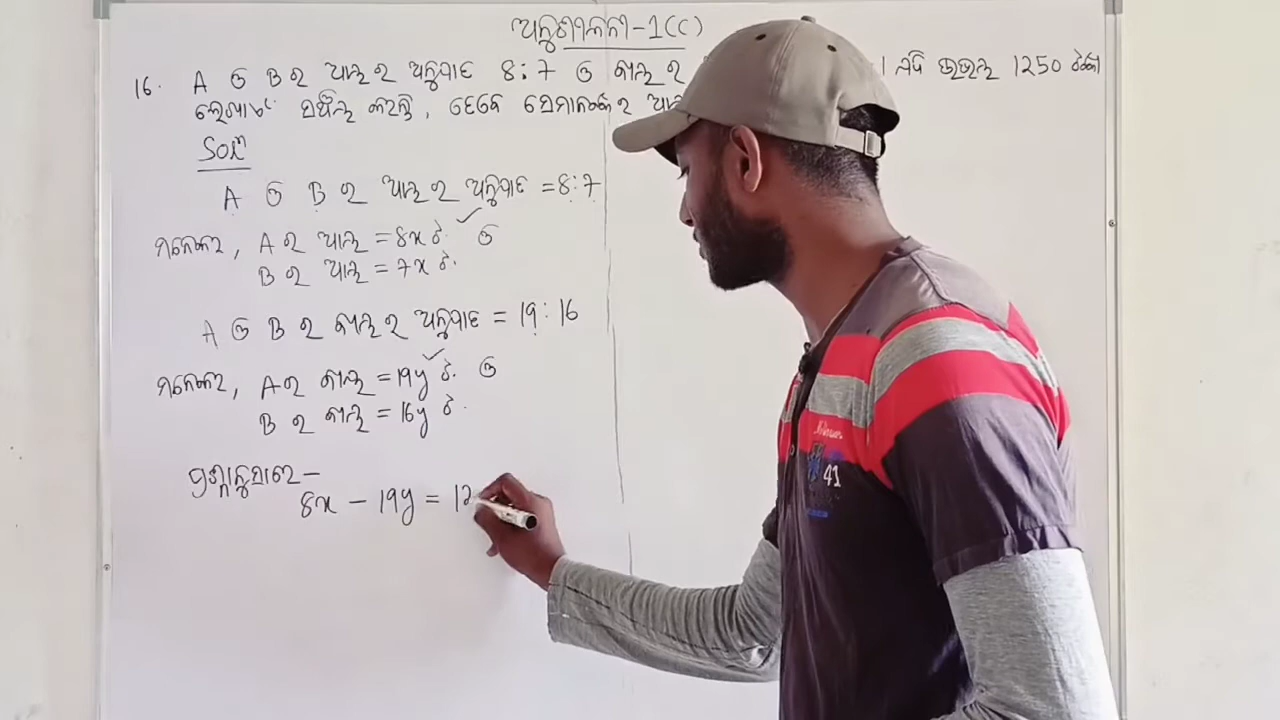 ଅନୁଶୀଳନୀ-1(C)
16. A ଓ B ର ଆୟ ର ଅନୁପାତ 8:7 ଓ ବ୍ୟୟ ର । ଯଦି ଉଭୟ 1250 ଟଙ୍କା
ଲେଖାଏଁ ସଞ୍ଚୟ କରନ୍ତି, ତେବେ ସେମାନଙ୍କର
Soln
A ଓ B ର ଆୟ ର ଅନୁପାତ = 8:7
ମନେକର, A ର ଆୟ = 8x ଟ. ✓ ଓ
B ର ଆୟ = 7x ଟ.
A ଓ B ର ବ୍ୟୟ ର ଅନୁପାତ = 19:16
ମନେକର, A ର ବ୍ୟୟ = 19y ଟ. ✓ ଓ
B ର ବ୍ୟୟ = 16y ଟ.
ପ୍ରଶ୍ନାନୁସାରେ -
8x - 19y = 12
41